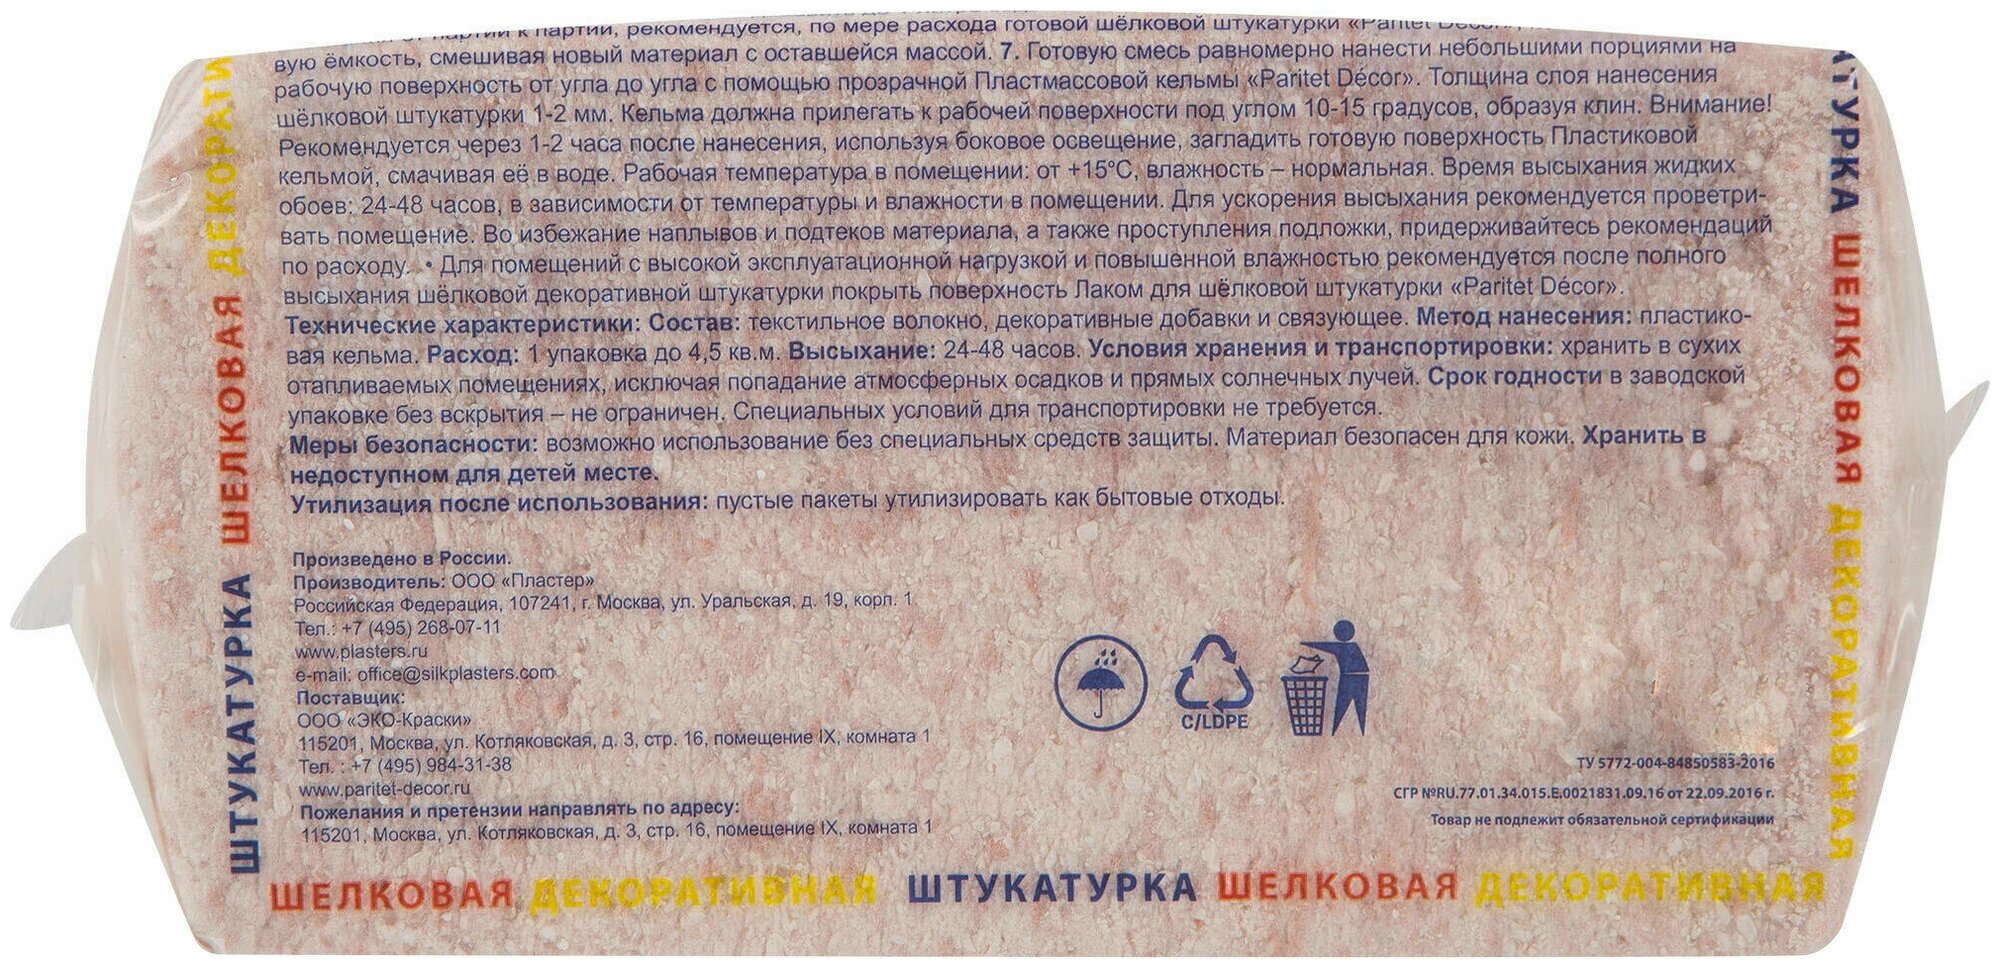 партии к партии, рекомендуется, по мере расхода готовой шёлковой штукатурки «Paritet Décor»,
вую ёмкость, смешивая новый материал с оставшейся массой. 7. Готовую смесь равномерно нанести небольшими порциями на
рабочую поверхность от угла до угла с помощью прозрачной Пластмассовой кельмы «Paritet Décor». Толщина слоя нанесения
шёлковой штукатурки 1-2 мм. Кельма должна прилегать к рабочей поверхности под углом 10-15 градусов, образуя клин. Внимание!
Рекомендуется через 1-2 часа после нанесения, используя боковое освещение, загладить готовую поверхность Пластиковой
кельмой, смачивая её в воде. Рабочая температура в помещении: от +15°С, влажность – нормальная. Время высыхания жидких
обоев: 24-48 часов, в зависимости от температуры и влажности в помещении. Для ускорения высыхания рекомендуется проветри-
вать помещение. Во избежание наплывов и подтеков материала, а также проступления подложки, придерживайтесь рекомендаций
по расходу. • Для помещений с высокой эксплуатационной нагрузкой и повышенной влажностью рекомендуется после полного
высыхания шёлковой декоративной штукатурки покрыть поверхность Лаком для шёлковой штукатурки «Paritet Décor».
Технические характеристики: Состав: текстильное волокно, декоративные добавки и связующее. Метод нанесения: пластико-
вая кельма. Расход: 1 упаковка до 4,5 кв.м. Высыхание: 24-48 часов. Условия хранения и транспортировки: хранить в сухих
отапливаемых помещениях, исключая попадание атмосферных осадков и прямых солнечных лучей. Срок годности в заводской
упаковке без вскрытия – не ограничен. Специальных условий для транспортировки не требуется.
Меры безопасности: возможно использование без специальных средств защиты. Материал безопасен для кожи. Хранить в
недоступном для детей месте.
Утилизация после использования: пустые пакеты утилизировать как бытовые отходы.
Произведено в России.
Производитель: ООО «Пластер»
Российская Федерация, 107241, г. Москва, ул. Уральская, д. 19, корп. 1
Тел.: +7 (495) 268-07-11
www.plasters.ru
e-mail: office@silkplasters.com
Поставщик:
ООО «ЭКО-Краски»
115201, Москва, ул. Котляковская, д. 3, стр. 16, помещение IX, комната 1
Тел. : +7 (495) 984-31-38
www.paritet-decor.ru
Пожелания и претензии направлять по адресу:
115201, Москва, ул. Котляковская, д. 3, стр. 16, помещение IX, комната 1
C/LDPE
ТУ 5772-004-84850583-2016
СГР №RU.77.01.34.015.Е.0021831.09.16 от 22.09.2016 г.
Товар не подлежит обязательной сертификации
ШТУКАТУРКА ШЕЛКОВАЯ ДЕКОРАТИ
АТУРКА ШЕЛКОВАЯ ДЕКОРАТИВНАЯ
ШЕЛКОВАЯ ДЕКОРАТИВНАЯ ШТУКАТУРКА ШЕЛКОВАЯ ДЕКОРАТИВНАЯ